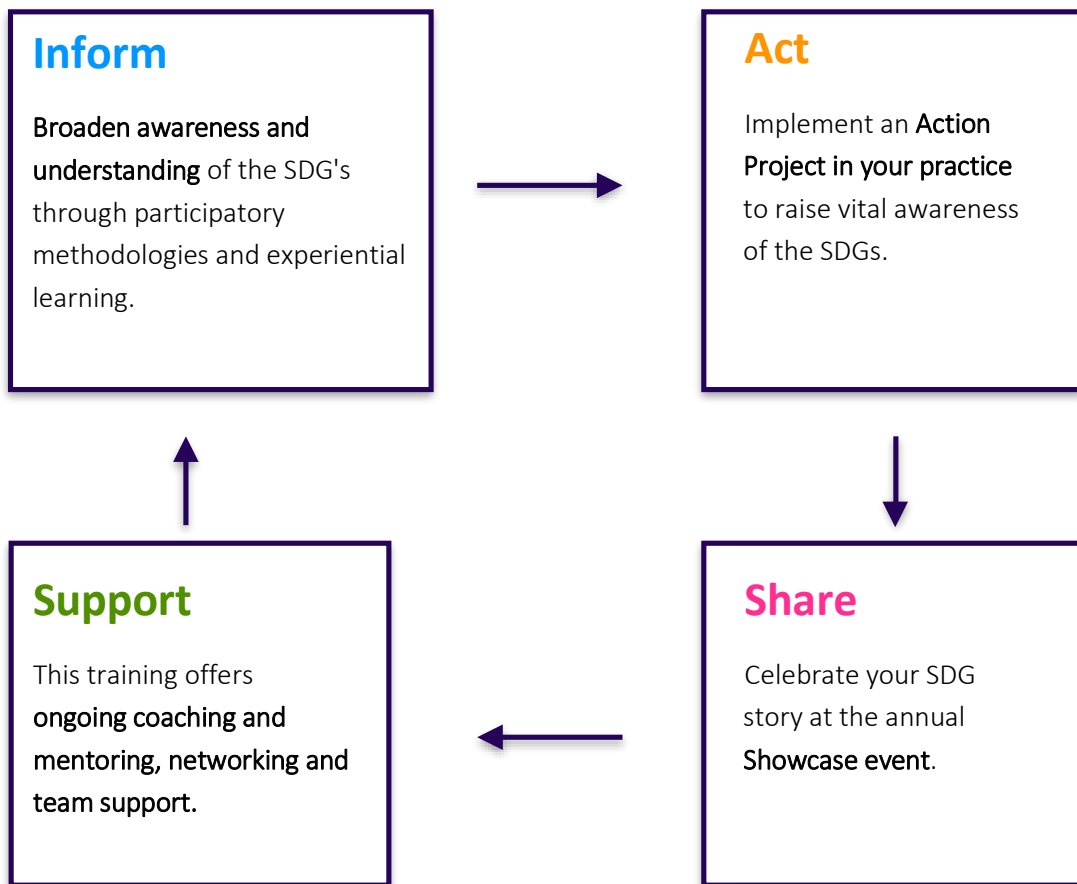 Inform
Broaden awareness and
understanding of the SDG's
through participatory
methodologies and experiential
learning.
Act
Implement an Action
Project in your practice
to raise vital awareness
of the SDGs.
Support
This training offers
ongoing coaching and
mentoring, networking and
team support.
Share
Celebrate your SDG
story at the annual
Showcase event.